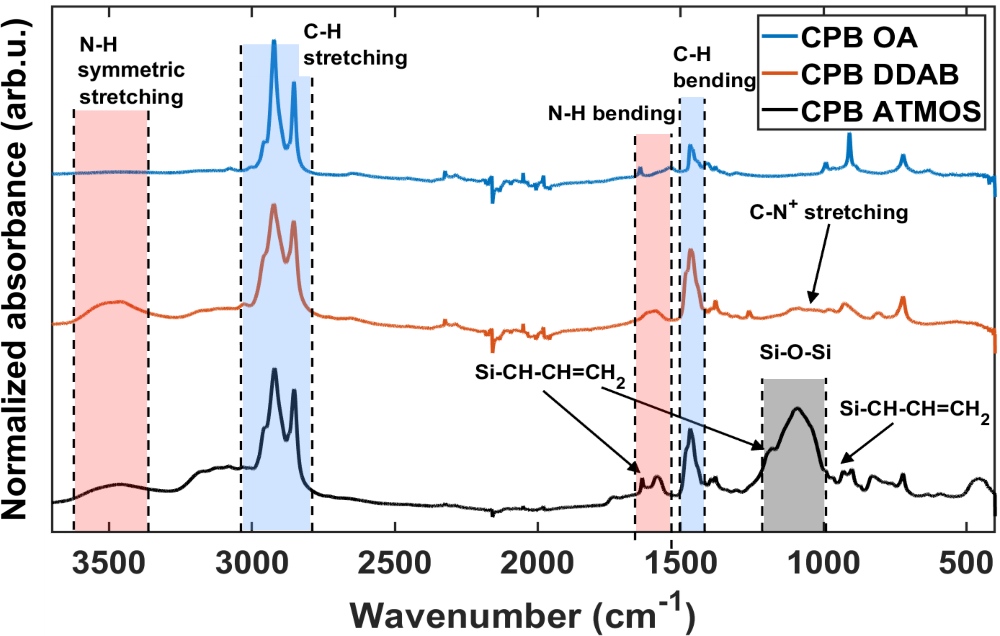 Normalized absorbance (arb.u.)
N-H
symmetric
stretching
C-H
stretching
N-H bending
C-H
bending
CPB OA
CPB DDAB
CPB ATMOS
C-N⁺ stretching
Si-CH-CH=CH₂
Si-O-Si
Si-CH-CH=CH₂
3500 3000 2500 2000 1500 1000 500
Wavenumber (cm⁻¹)